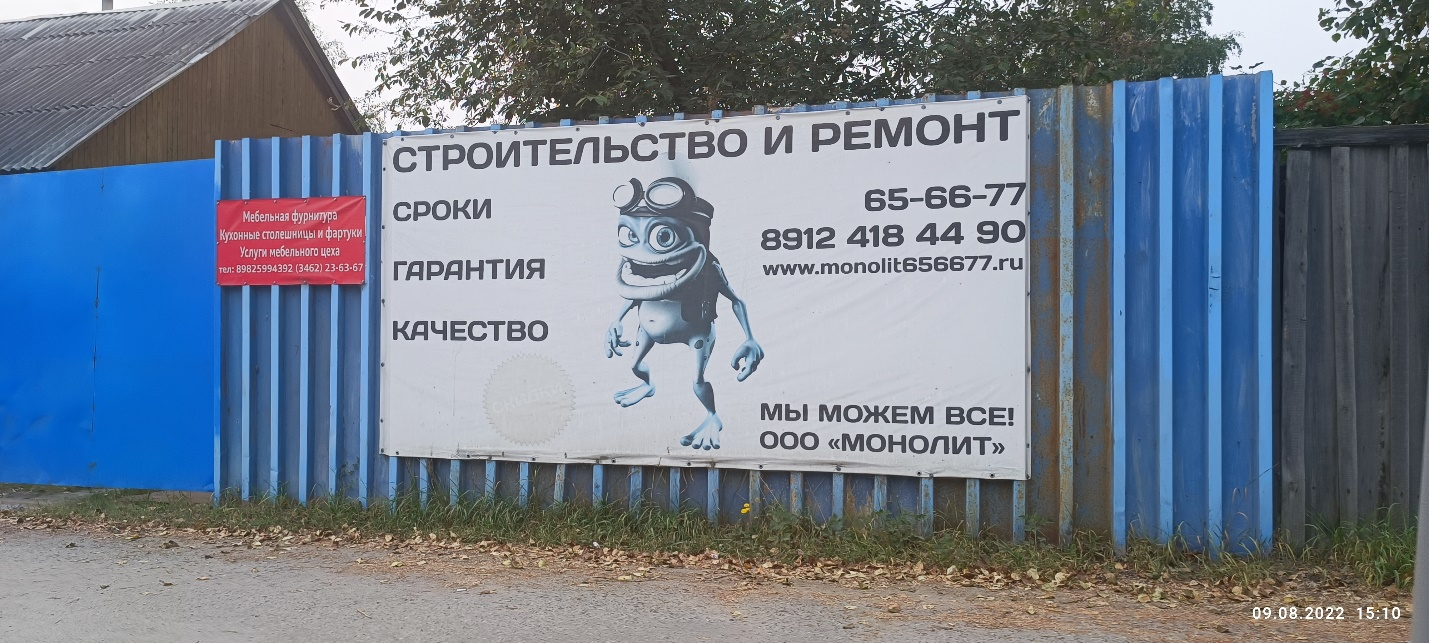 СТРОИТЕЛЬСТВО И РЕМОНТ
СРОКИ
ГАРАНТИЯ
КАЧЕСТВО
65-66-77
8912 418 44 90
www.monolit656677.ru
МЫ МОЖЕМ ВСЕ!
ООО «МОНОЛИТ»
Мебельная фурнитура
Кухонные столешницы и фартуки
Услуги мебельного цеха
тел: 89825994392 (3462) 23-63-67
09.08.2022 15:10